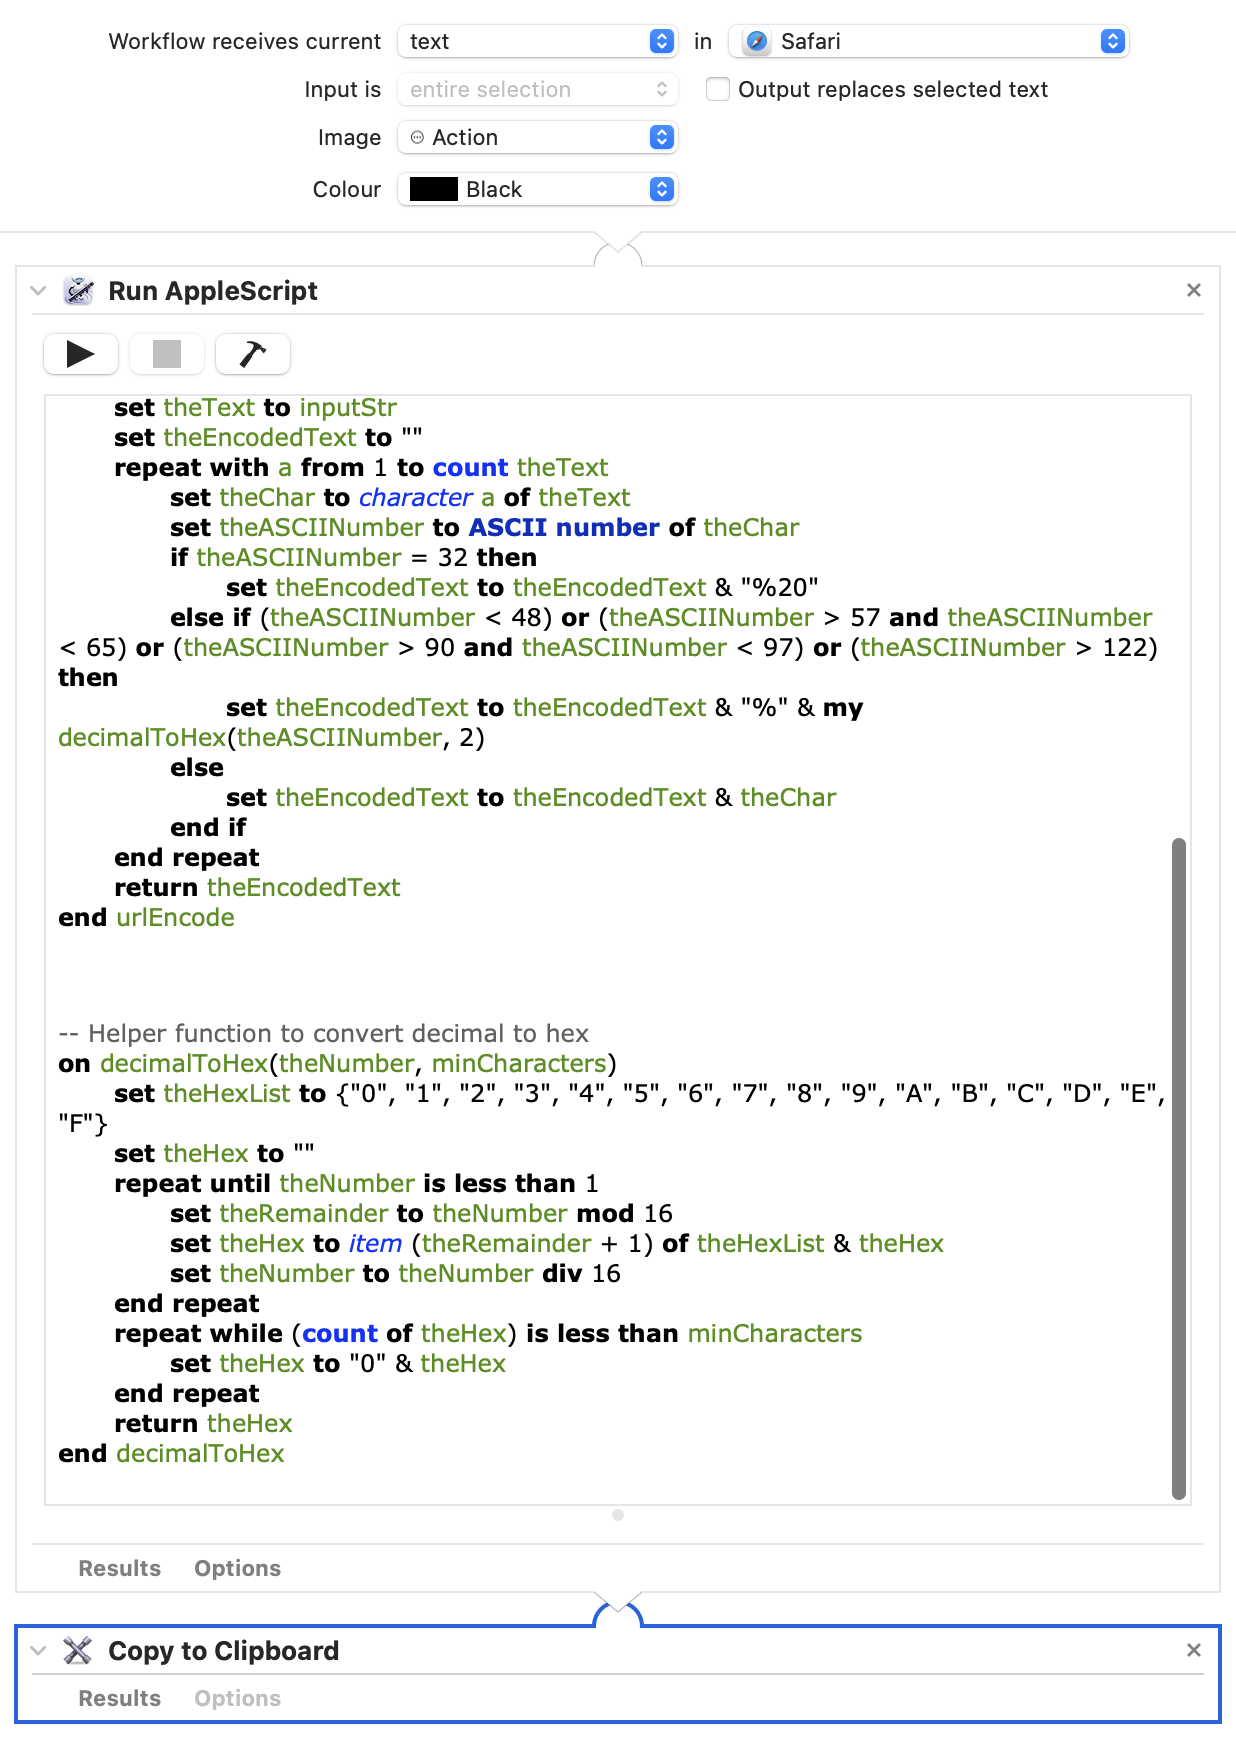 Workflow receives current text in Safari
Input is entire selection Output replaces selected text
Image Action
Colour Black
Run AppleScript
set theText to inputStr
set theEncodedText to ""
repeat with a from 1 to count theText
set theChar to character a of theText
set theASCIINumber to ASCII number of theChar
if theASCIINumber = 32 then
set theEncodedText to theEncodedText & "%20"
else if (theASCIINumber < 48) or (theASCIINumber > 57 and theASCIINumber
< 65) or (theASCIINumber > 90 and theASCIINumber < 97) or (theASCIINumber > 122)
then
set theEncodedText to theEncodedText & "%" & my
decimalToHex(theASCIINumber, 2)
else
set theEncodedText to theEncodedText & theChar
end if
end repeat
return theEncodedText
end urlEncode
-- Helper function to convert decimal to hex
on decimalToHex(theNumber, minCharacters)
set theHexList to {"0", "1", "2", "3", "4", "5", "6", "7", "8", "9", "A", "B", "C", "D", "E",
"F"}
set theHex to ""
repeat until theNumber is less than 1
set theRemainder to theNumber mod 16
set theHex to item (theRemainder + 1) of theHexList & theHex
set theNumber to theNumber div 16
end repeat
repeat while (count of theHex) is less than minCharacters
set theHex to "0" & theHex
end repeat
return theHex
end decimalToHex
Results Options
Copy to Clipboard
Results Options